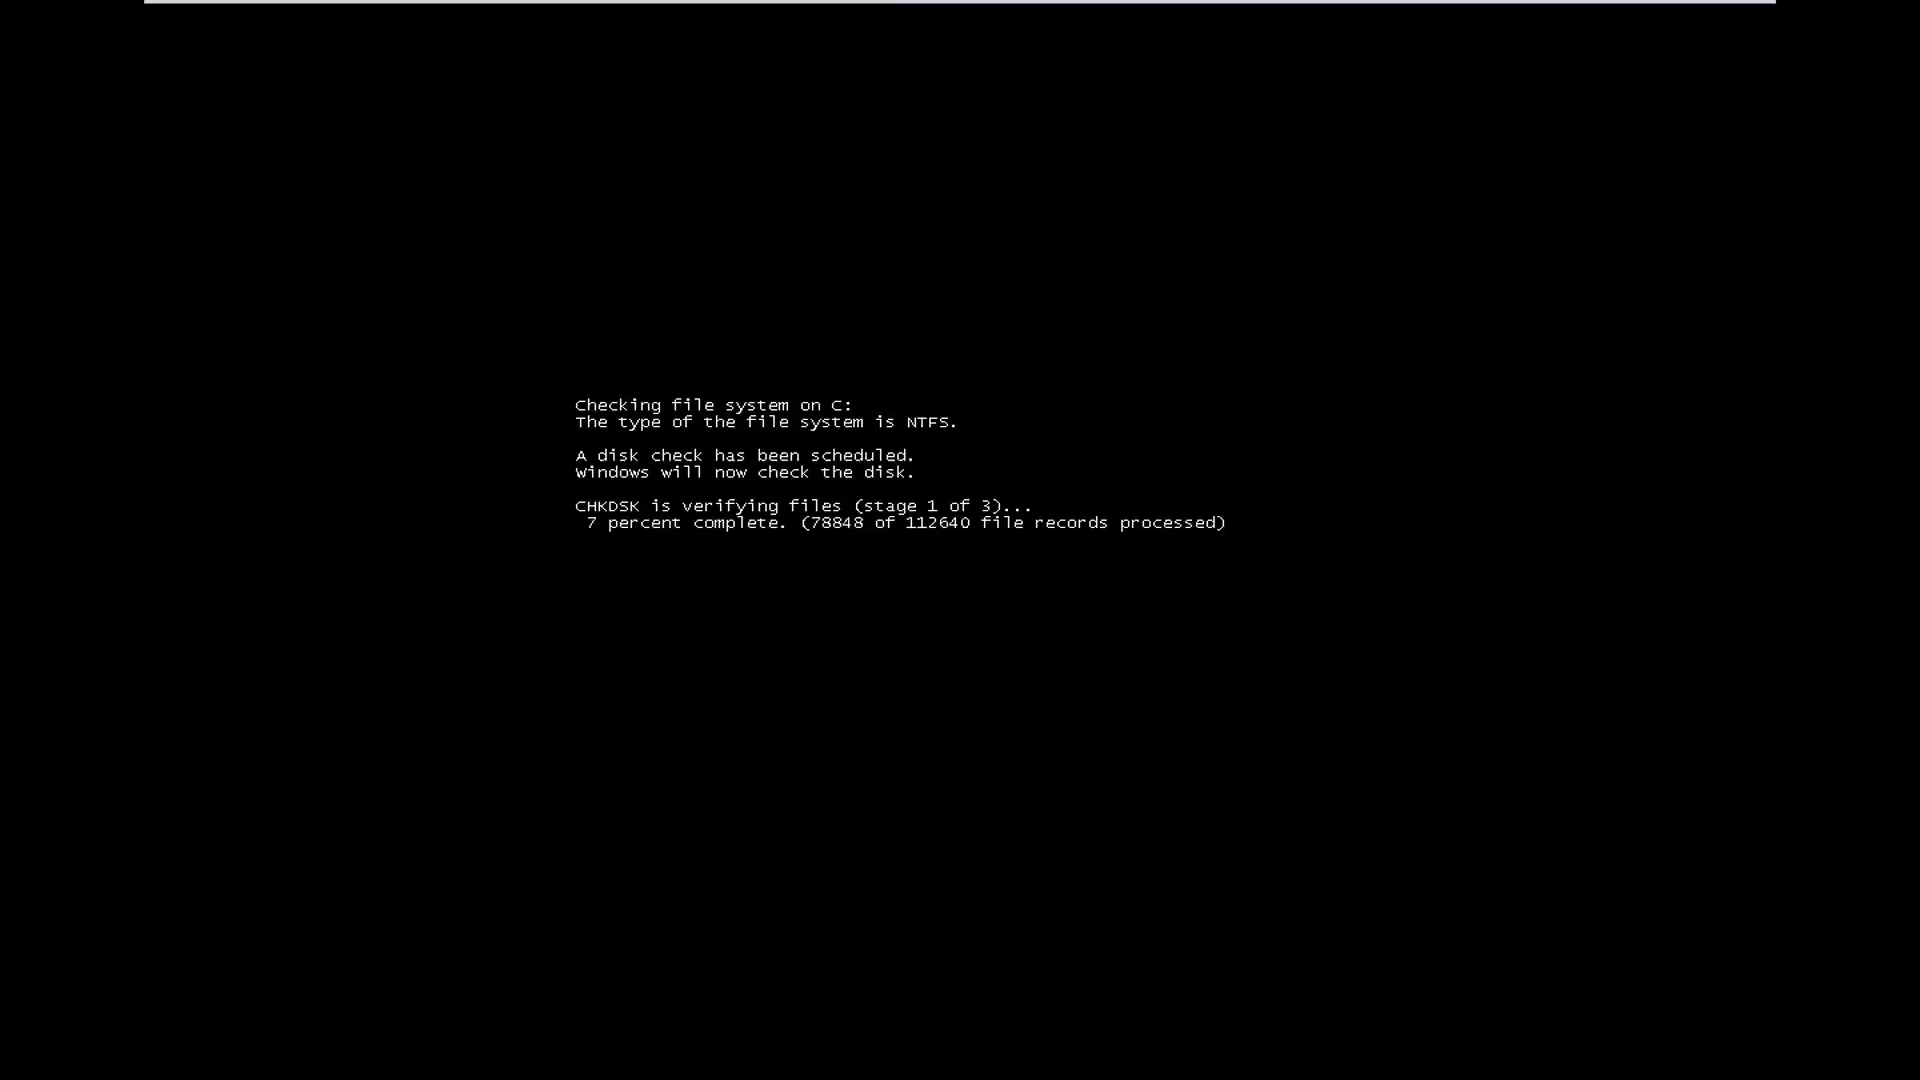 Checking file system on C:
The type of the file system is NTFS.
A disk check has been scheduled.
Windows will now check the disk.
CHKDSK is verifying files (stage 1 of 3)...
7 percent complete. (78848 of 112640 file records processed)